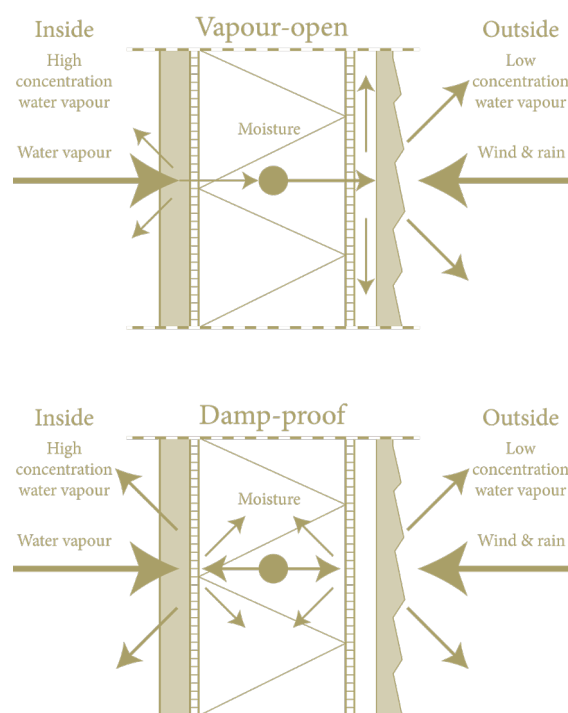 Vapour-open
Inside
Outside
High
concentration
water vapour
Low
concentration
water vapour
Moisture
Water vapour
Wind & rain
Damp-proof
Inside
Outside
High
concentration
water vapour
Low
concentration
water vapour
Moisture
Water vapour
Wind & rain